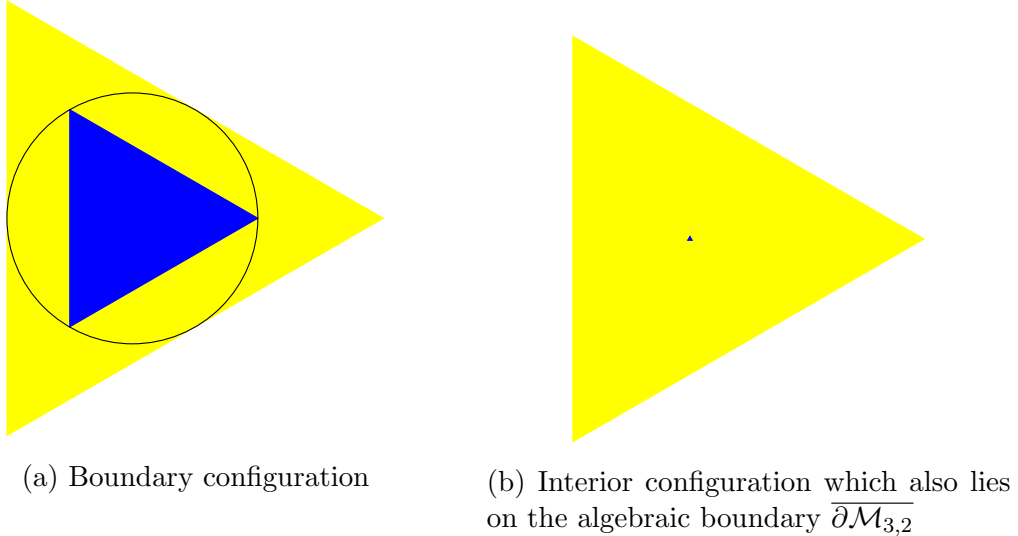 (a) Boundary configuration
(b) Interior configuration which also lies
on the algebraic boundary $\overline{\partial \mathcal{M}_{3,2}}$